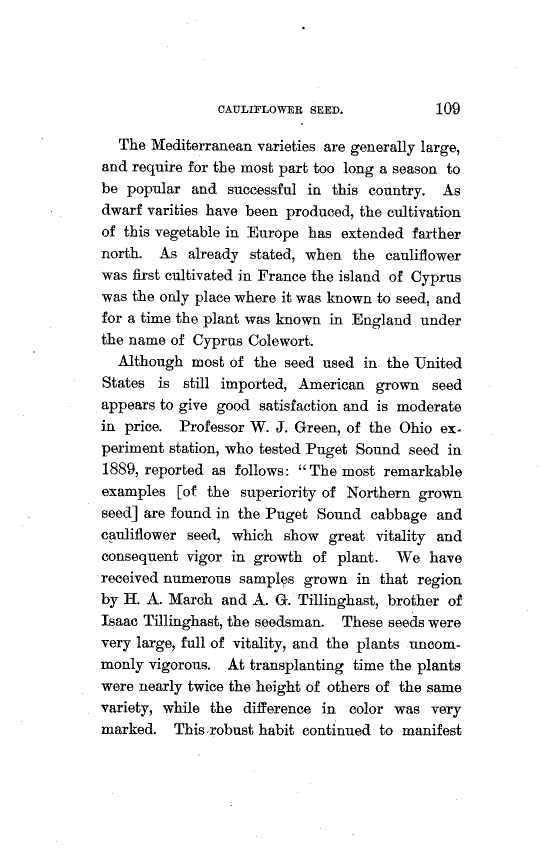 CAULIFLOWER SEED. 109
The Mediterranean varieties are generally large,
and require for the most part too long a season to
be popular and successful in this country. As
dwarf varities have been produced, the cultivation
of this vegetable in Europe has extended farther
north. As already stated, when the cauliflower
was first cultivated in France the island of Cyprus
was the only place where it was known to seed, and
for a time the plant was known in England under
the name of Cyprus Colewort.
Although most of the seed used in the United
States is still imported, American grown seed
appears to give good satisfaction and is moderate
in price. Professor W. J. Green, of the Ohio ex-
periment station, who tested Puget Sound seed in
1889, reported as follows: “The most remarkable
examples [of the superiority of Northern grown
seed] are found in the Puget Sound cabbage and
cauliflower seed, which show great vitality and
consequent vigor in growth of plant. We have
received numerous samples grown in that region
by H. A. March and A. G. Tillinghast, brother of
Isaac Tillinghast, the seedsman. These seeds were
very large, full of vitality, and the plants uncom-
monly vigorous. At transplanting time the plants
were nearly twice the height of others of the same
variety, while the difference in color was very
marked. This robust habit continued to manifest